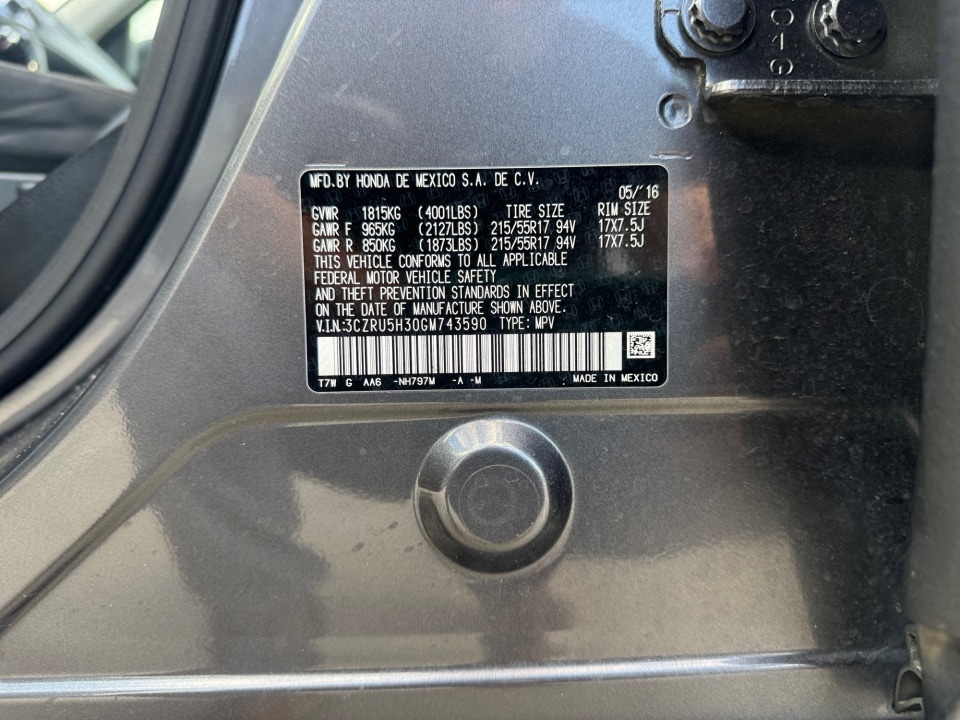 MFD.BY HONDA DE MEXICO S.A. DE C.V.
05/'16
GVWR 1815KG (4001LBS) TIRE SIZE RIM SIZE
GAWR F 965KG (2127LBS) 215/55R17 94V 17X7.5J
GAWR R 850KG (1873LBS) 215/55R17 94V 17X7.5J
THIS VEHICLE CONFORMS TO ALL APPLICABLE
FEDERAL MOTOR VEHICLE SAFETY
AND THEFT PREVENTION STANDARDS IN EFFECT
ON THE DATE OF MANUFACTURE SHOWN ABOVE.
V.I.N:3CZRU5H30GM743590 TYPE: MPV
T7W G AA6 -NH797M -A -M MADE IN MEXICO